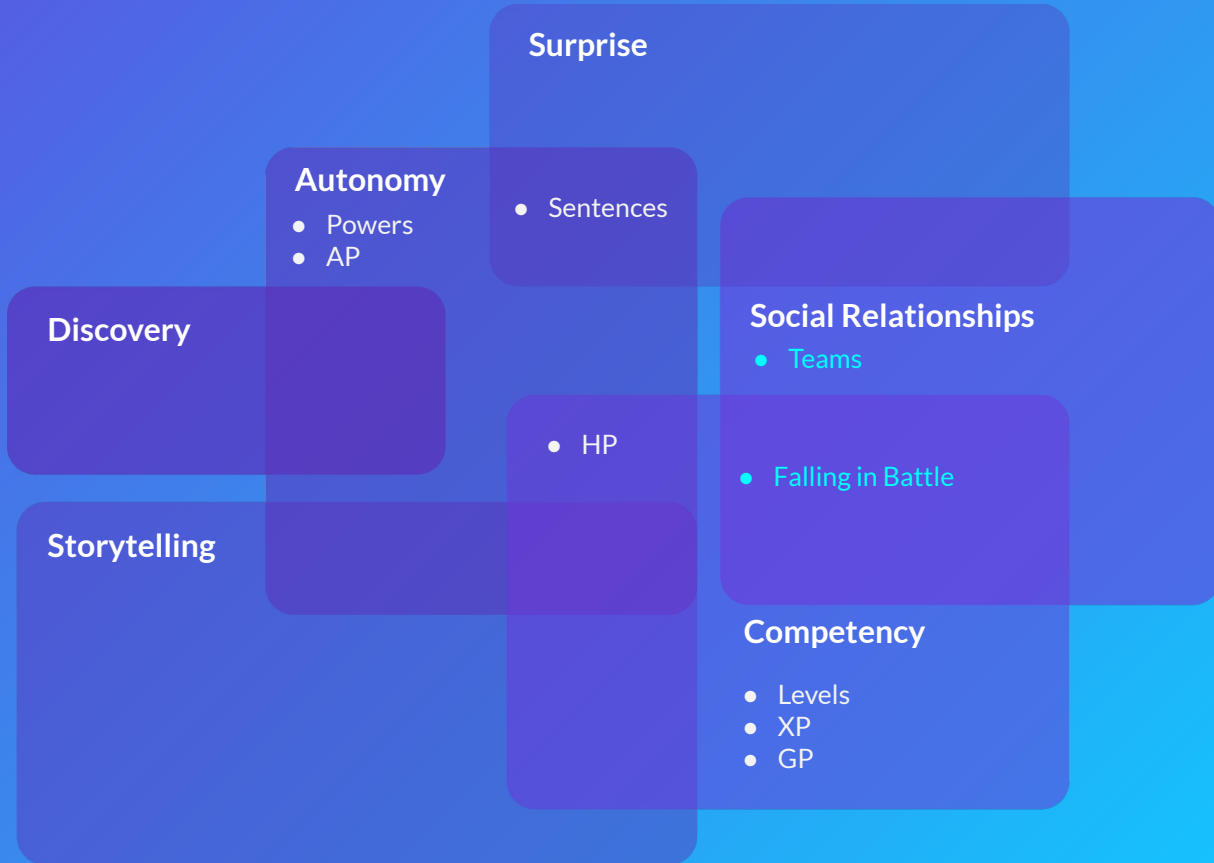 Surprise
Autonomy
● Sentences
● Powers
● AP
Discovery
Social Relationships
● Teams
● HP
● Falling in Battle
Storytelling
Competency
● Levels
● XP
● GP